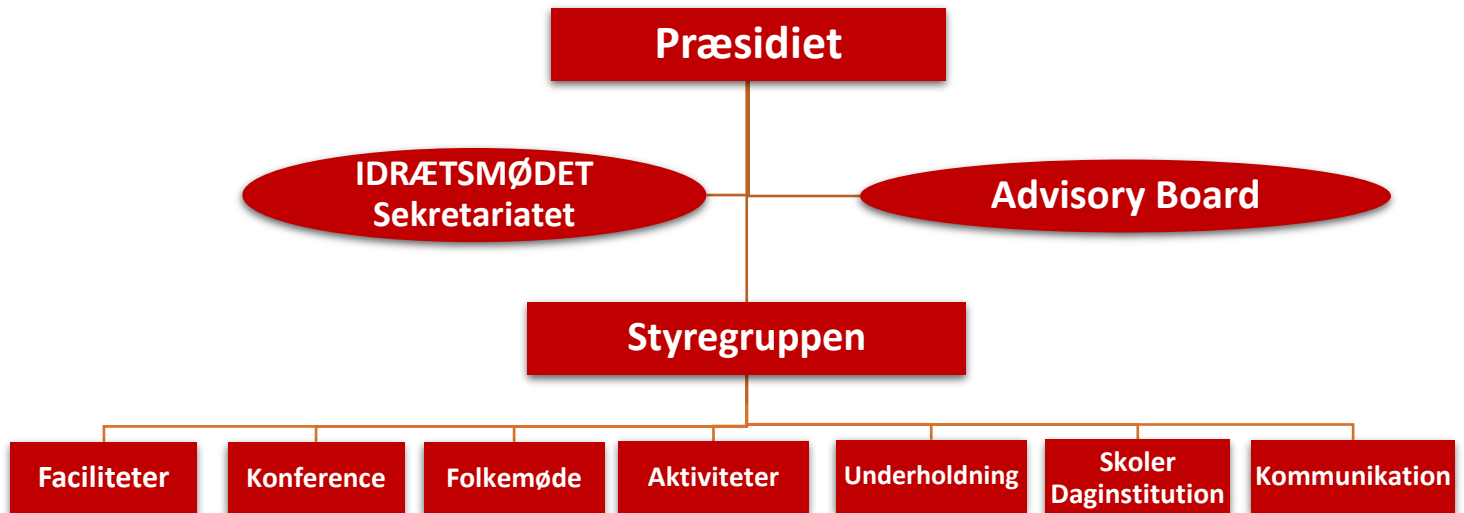 Præsidiet
IDRÆTSMØDET
Sekretariatet
Advisory Board
Styregruppen
Faciliteter
Konference
Folkemøde
Aktiviteter
Underholdning
Skoler
Daginstitution
Kommunikation